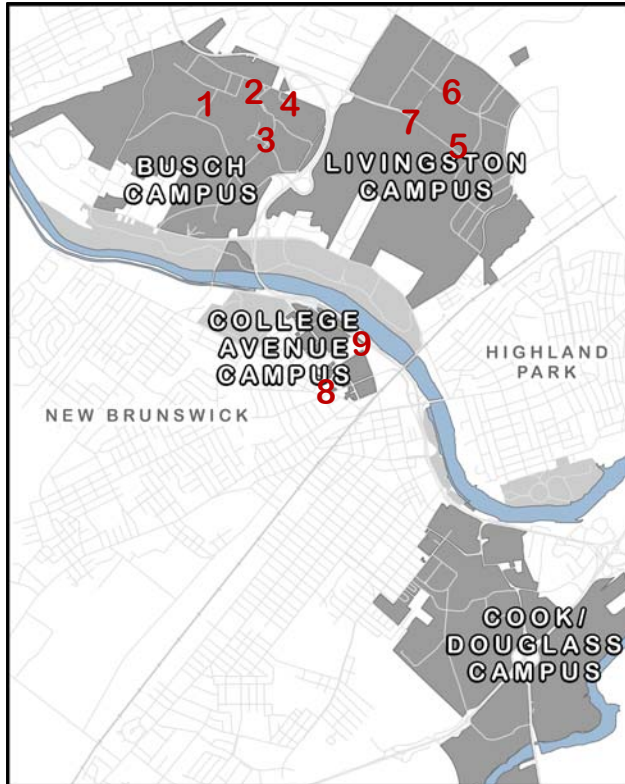 6
2
1
4
7
3
5
BUSCH
CAMPUS
LIVINGSTON
CAMPUS
COLLEGE
AVENUE
CAMPUS
9
8
HIGHLAND
PARK
NEW BRUNSWICK
COOK/
DOUGLASS
CAMPUS